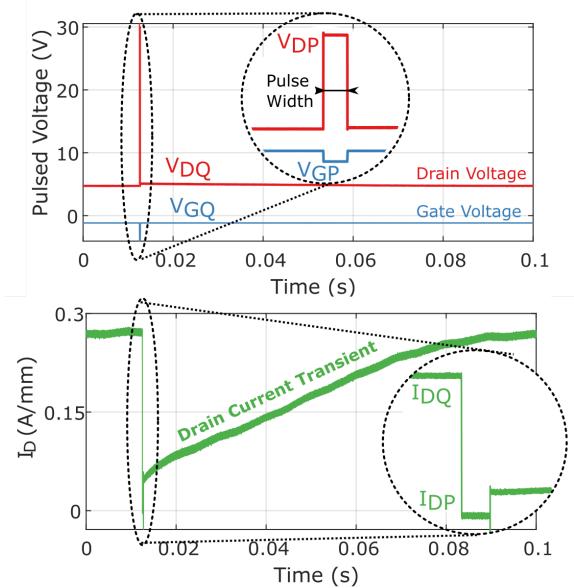 Pulsed Voltage (V)
30
20
10
0
V_DP
Pulse
Width
V_DQ
V_GP
Drain Voltage
V_GQ
Gate Voltage
0
0.02
0.04
0.06
0.08
0.1
Time (s)
I_D (A/mm)
0.3
0.15
0
Drain Current Transient
I_DQ
I_DP
0
0.02
0.04
0.06
0.08
0.1
Time (s)